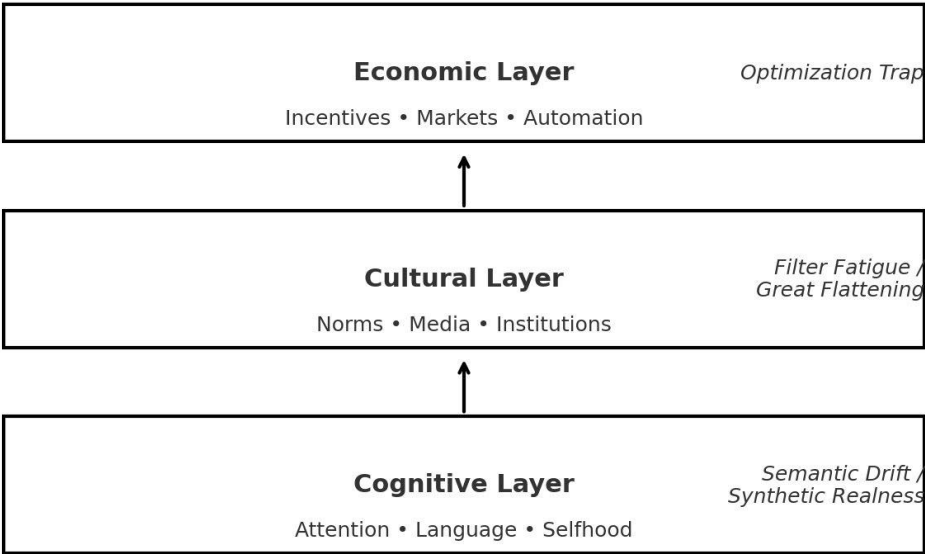 Economic Layer
Optimization Trap
Incentives • Markets • Automation
Cultural Layer
Filter Fatigue /
Great Flattening
Norms • Media • Institutions
Cognitive Layer
Semantic Drift /
Synthetic Realness
Attention • Language • Selfhood